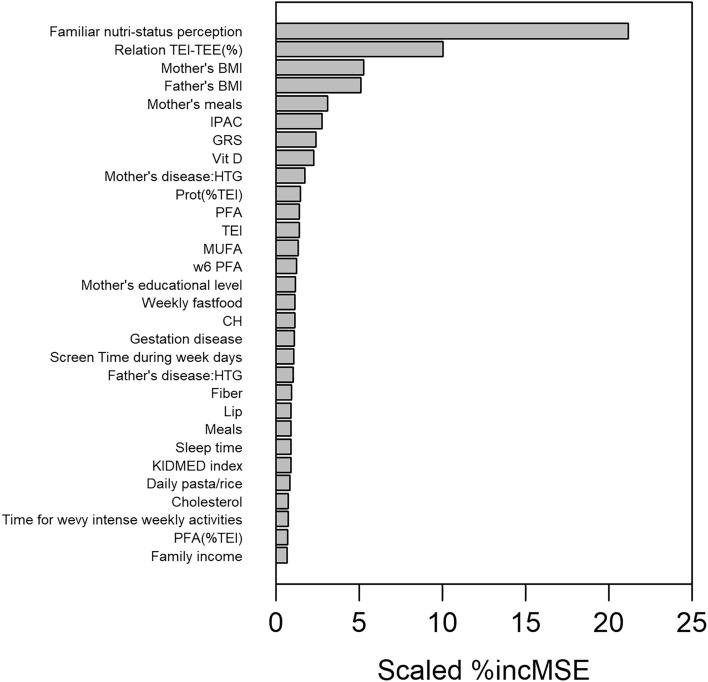 Familiar nutri-status perception
Relation TEI-TEE(%)
Mother's BMI
Father's BMI
Mother's meals
IPAC
GRS
Vit D
Mother's disease:HTG
Prot(%TEI)
PFA
TEI
MUFA
w6 PFA
Mother's educational level
Weekly fastfood
CH
Gestation disease
Screen Time during week days
Father's disease:HTG
Fiber
Lip
Meals
Sleep time
KIDMED index
Daily pasta/rice
Cholesterol
Time for wevy intense weekly activities
PFA(%TEI)
Family income
0 5 10 15 20 25
Scaled %incMSE